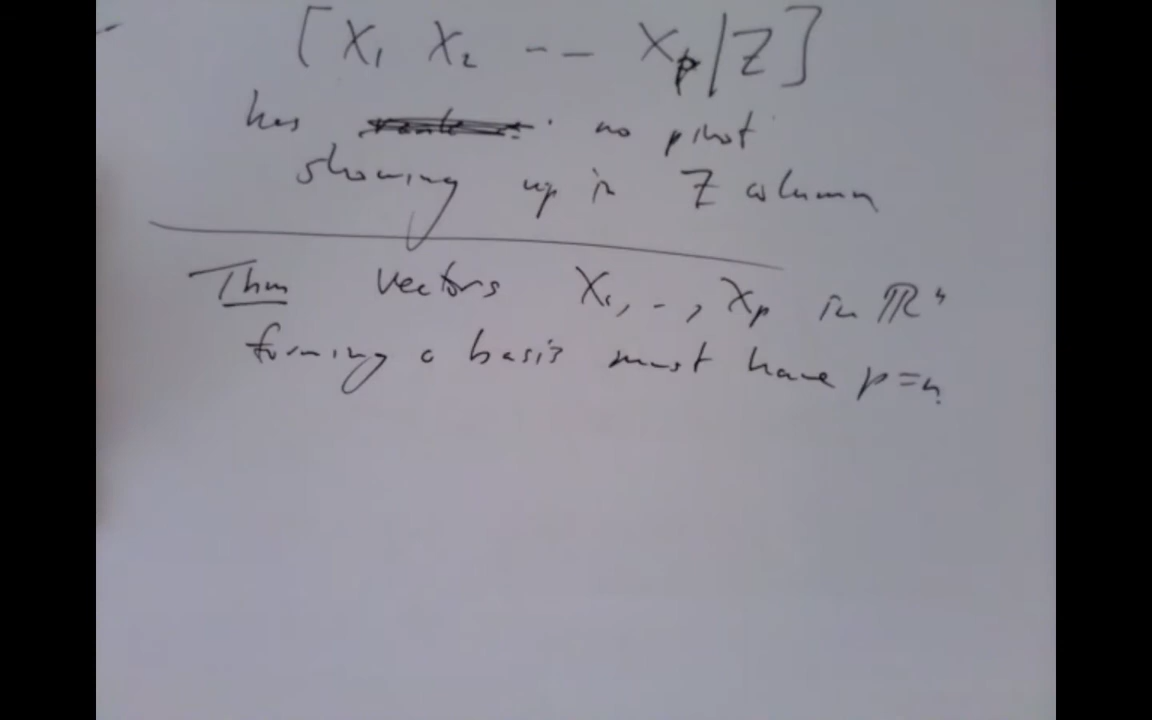 [ X₁ X₂ -- Xₚ | Z ]
has no pivot
showing up in Z column
Thm vectors X₁, .., Xₚ in ℝⁿ
forming a basis must have p=n.